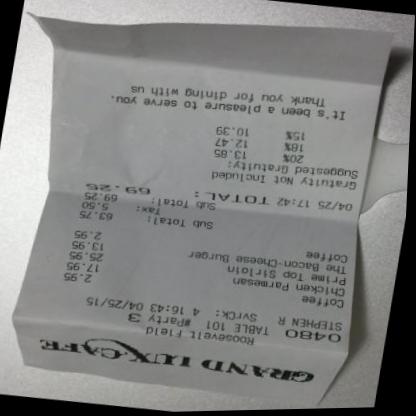 GRAND LUX CAFE
Roosevelt Field
0480 TABLE 101 #Party 3
STEPHEN R SvrCk: 4 16:43 04/25/15
Coffee 2.95
Chicken Parmesan 17.95
Prime Top Sirloin 25.95
The Bacon-Cheese Burger 13.95
Coffee 2.95
Sub Total: 63.75
Tax: 5.50
Sub Total: 69.25
04/25 17:42 TOTAL: 69.25
Gratuity Not Included
Suggested Gratuity:
20% 13.85
18% 12.47
15% 10.39
It's been a pleasure to serve you.
Thank you for dining with us